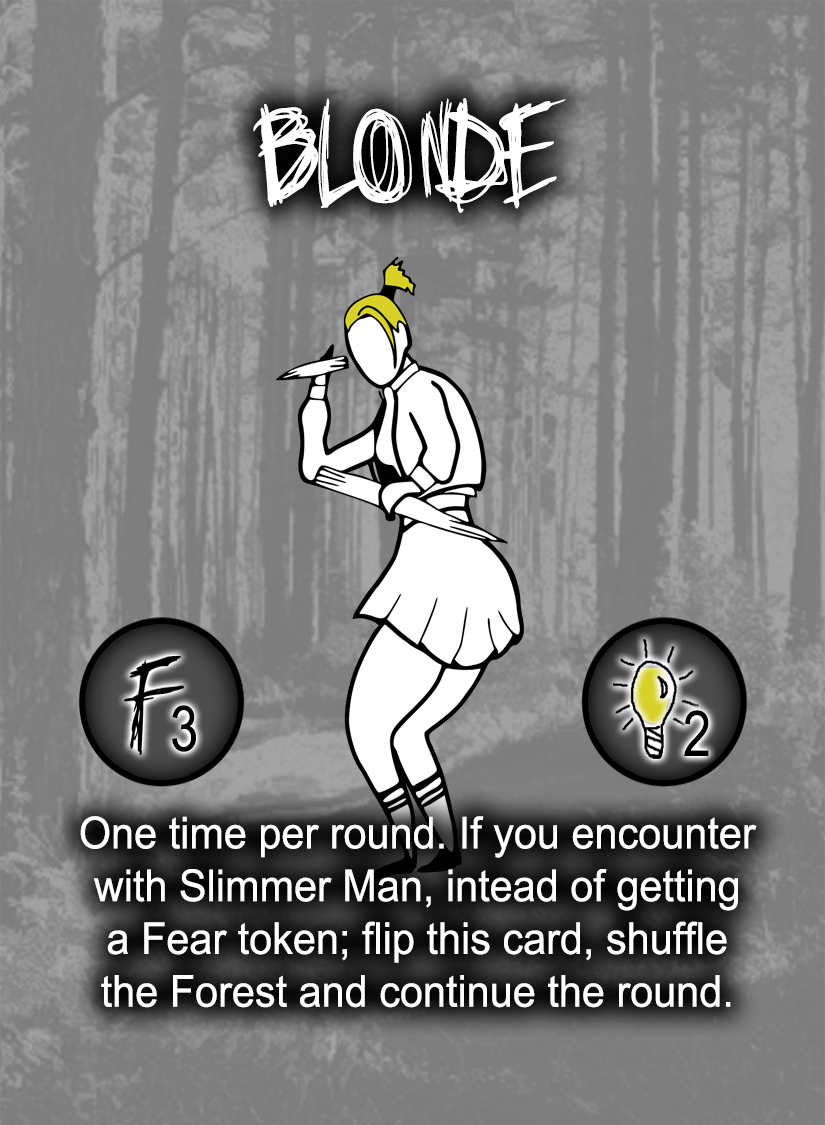 BLONDE
F 3
2
One time per round. If you encounter
with Slimmer Man, intead of getting
a Fear token; flip this card, shuffle
the Forest and continue the round.